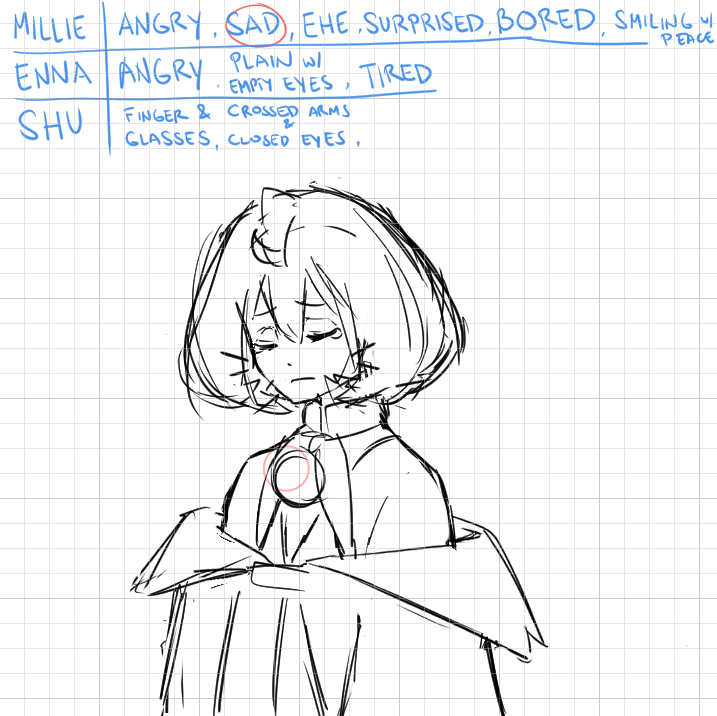 MILLIE ANGRY, SAD, EHE, SURPRISED, BORED, SMILING W/ PEACE
ENNA ANGRY, PLAIN W/ EMPTY EYES, TIRED
SHU FINGER & GLASSES, CROSSED ARMS & CLOSED EYES,